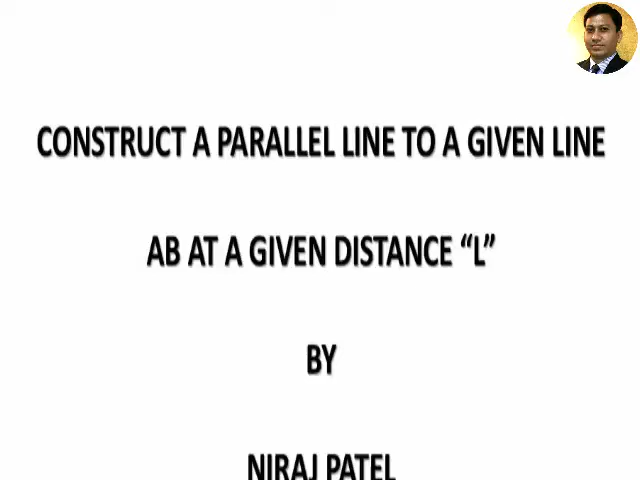 CONSTRUCT A PARALLEL LINE TO A GIVEN LINE
AB AT A GIVEN DISTANCE “L”
BY
NIRAJ PATEL